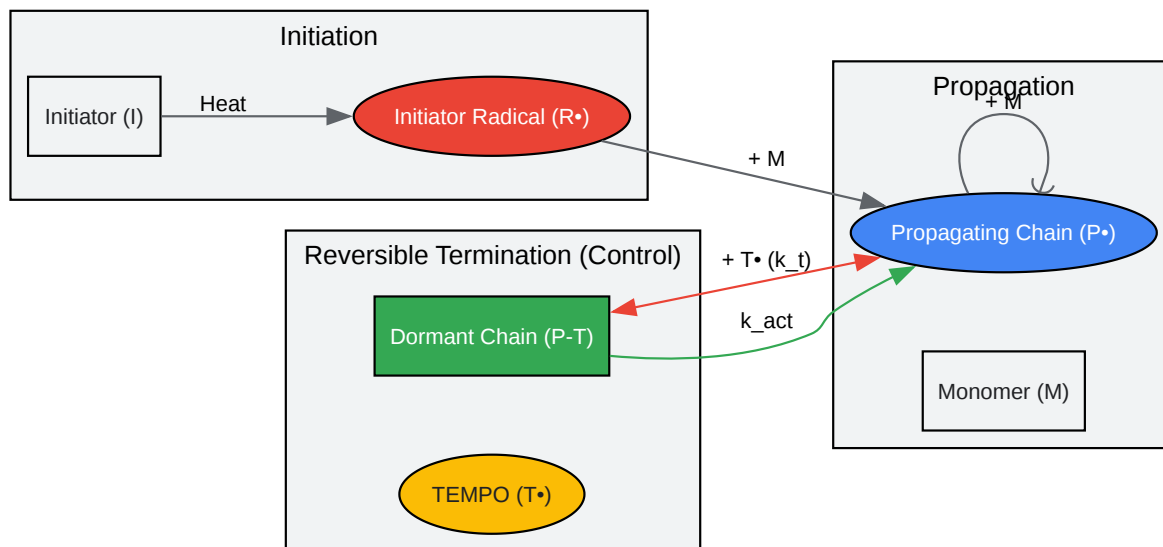 Initiation
Initiator (I)
Heat
Initiator Radical (R•)
+ M
Propagation
+ M
Propagating Chain (P•)
Monomer (M)
Reversible Termination (Control)
+ T• (k_t)
Dormant Chain (P-T)
k_act
TEMPO (T•)